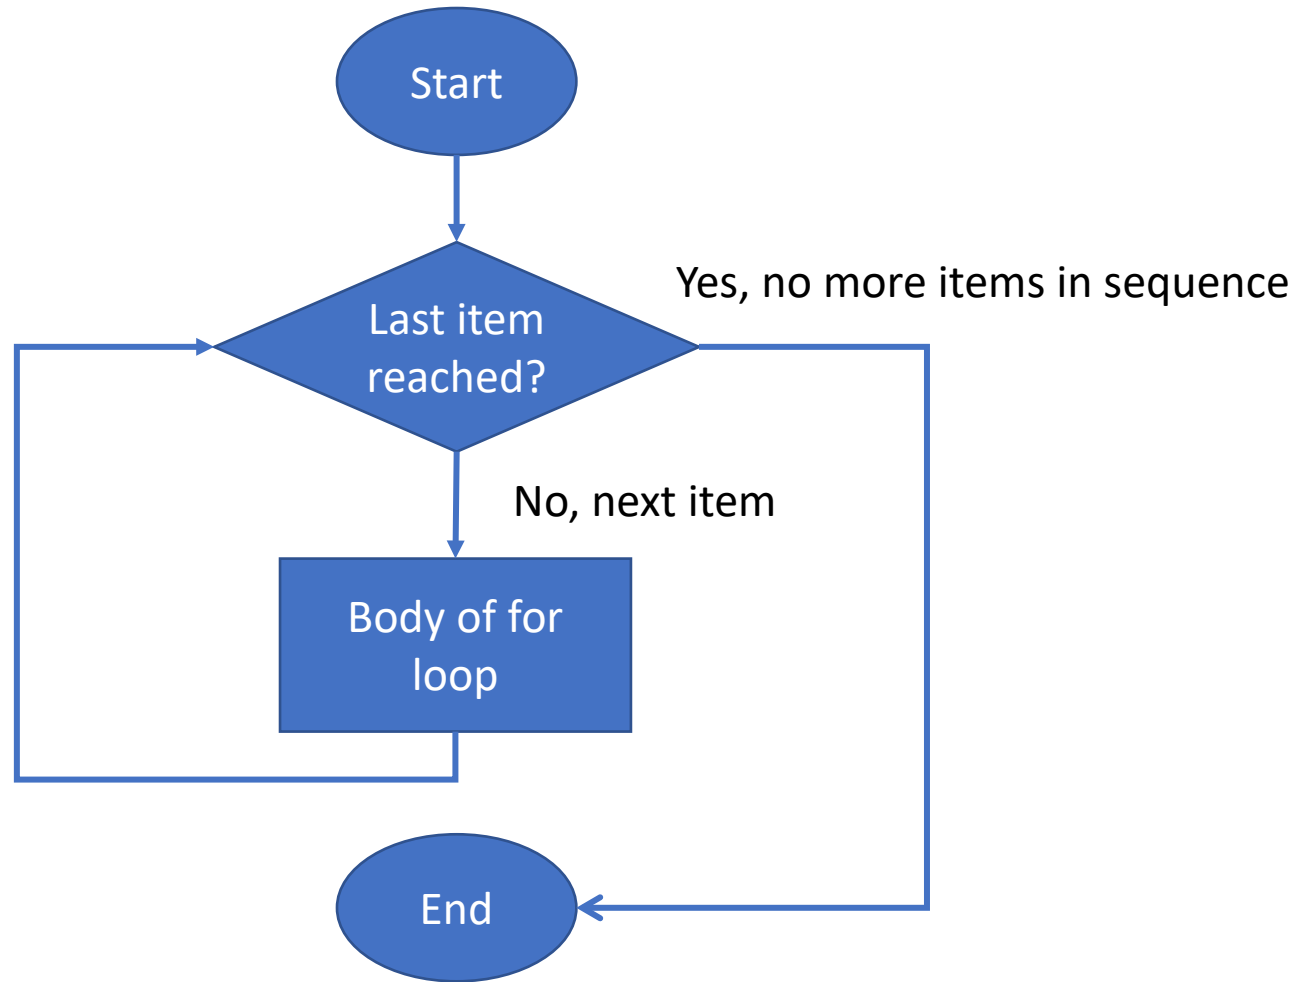 Start
Yes, no more items in sequence
Last item
reached?
No, next item
Body of for
loop
End